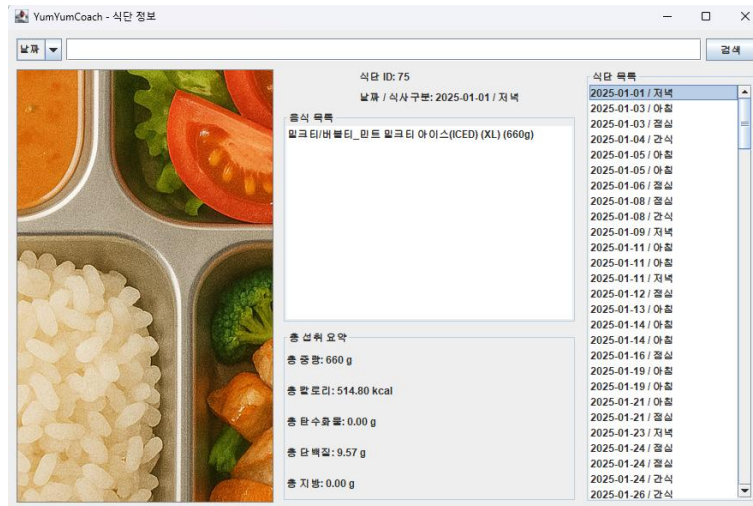 YumYumCoach - 식단 정보
날짜
검색
식단 ID: 75
날짜 / 식사구분: 2025-01-01 / 저녁
음식 목록
밀크티/버블티_민트 밀크티 아이스(ICED) (XL) (660g)
총 섭취 요약
총 중량: 660 g
총 칼로리: 514.80 kcal
총 탄수화물: 0.00 g
총 단백질: 9.57 g
총 지방: 0.00 g
식단 목록
2025-01-01 / 저녁
2025-01-03 / 아침
2025-01-03 / 점심
2025-01-04 / 간식
2025-01-05 / 아침
2025-01-05 / 아침
2025-01-06 / 점심
2025-01-08 / 점심
2025-01-08 / 간식
2025-01-09 / 저녁
2025-01-11 / 아침
2025-01-11 / 아침
2025-01-11 / 저녁
2025-01-12 / 점심
2025-01-13 / 아침
2025-01-14 / 아침
2025-01-14 / 아침
2025-01-16 / 점심
2025-01-19 / 아침
2025-01-19 / 아침
2025-01-21 / 아침
2025-01-21 / 점심
2025-01-23 / 저녁
2025-01-24 / 점심
2025-01-24 / 점심
2025-01-24 / 간식
2025-01-26 / 간식